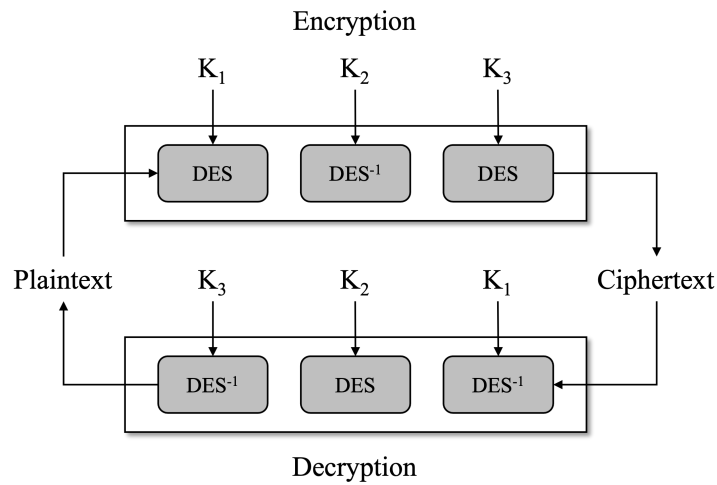 Encryption
K₁ K₂ K₃
DES DES⁻¹ DES
Plaintext Ciphertext
K₃ K₂ K₁
DES⁻¹ DES DES⁻¹
Decryption